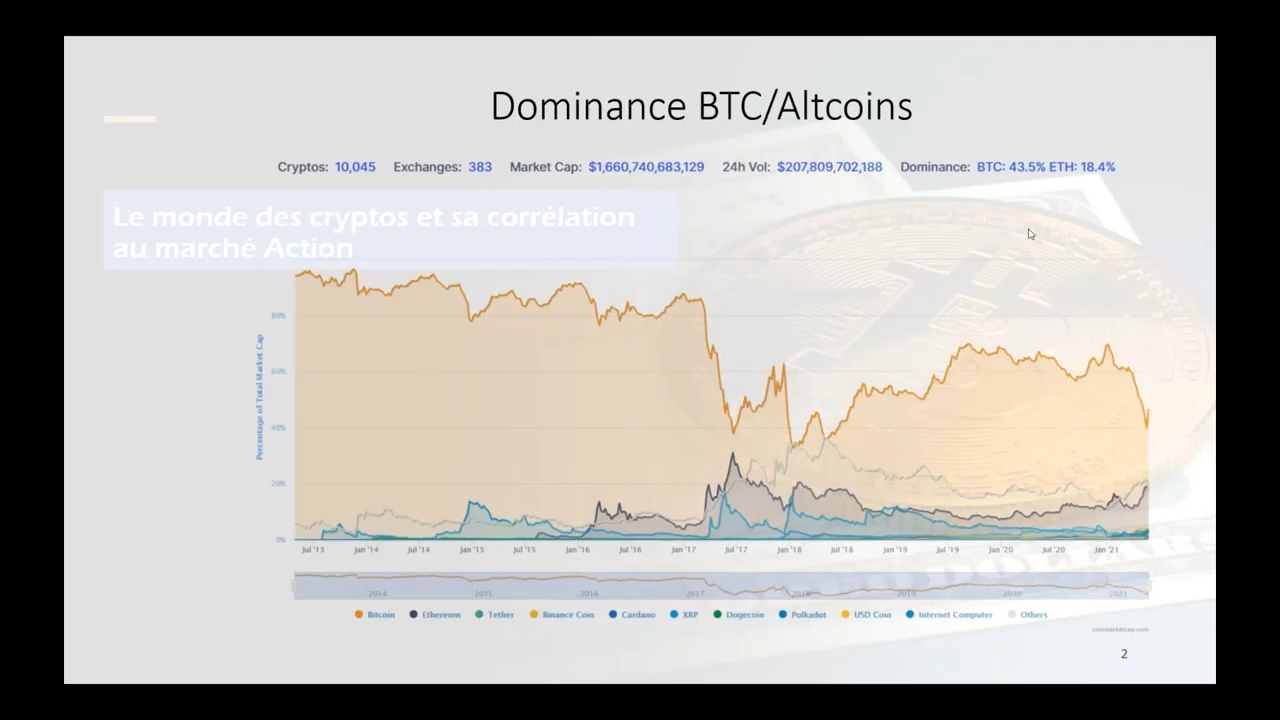 Dominance BTC/Altcoins
Cryptos: 10,045 Exchanges: 383 Market Cap: $1,660,740,683,129 24h Vol: $207,809,702,188 Dominance: BTC: 43.5% ETH: 18.4%
Le monde des cryptos et sa corrélation
au marché Action
Percentage of Total Market Cap
80%
60%
40%
20%
0%
Jul '13 Jan '14 Jul '14 Jan '15 Jul '15 Jan '16 Jul '16 Jan '17 Jul '17 Jan '18 Jul '18 Jan '19 Jul '19 Jan '20 Jul '20 Jan '21
2014 2015 2016 2017 2018 2019 2020 2021
Bitcoin Ethereum Tether Binance Coin Cardano XRP Dogecoin Polkadot USD Coin Internet Computer Others
coinmarketcap.com
2